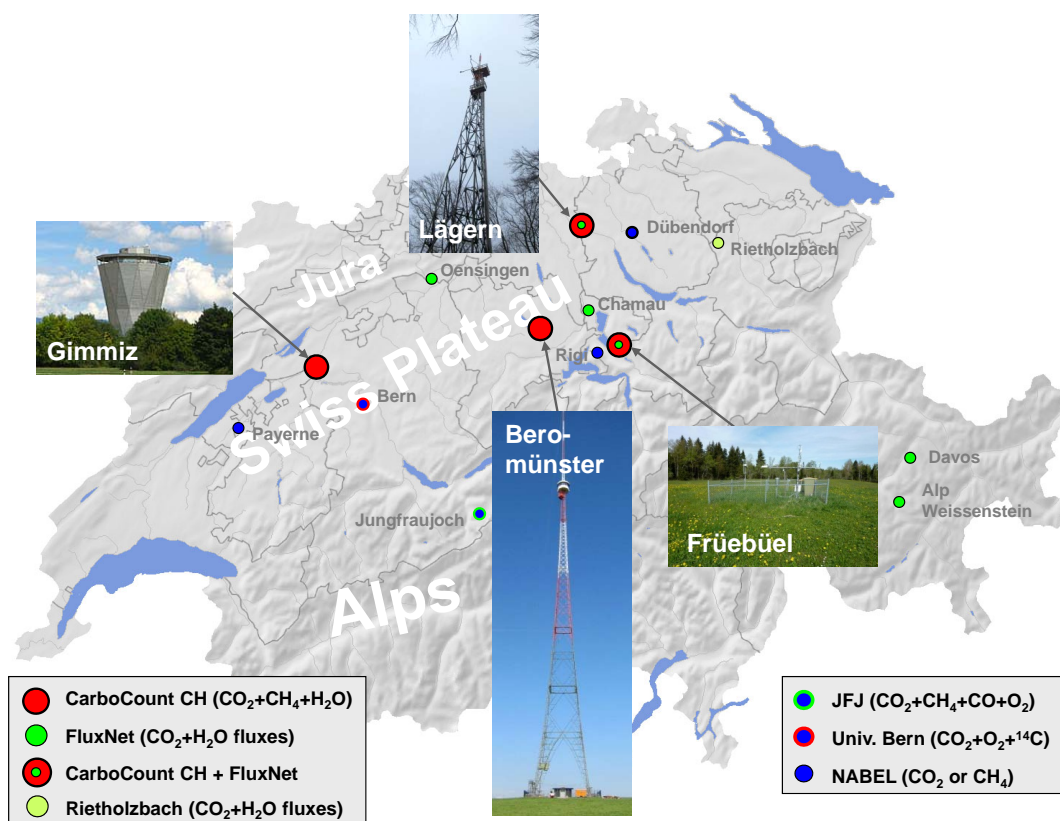 Lägern
Dübendorf
Rietholzbach
Gimmiz
Jura
Oensingen
Swiss Plateau
Chamau
Rigi
Bern
Payerne
Bero-
münster
Früebüel
Davos
Alp
Weissenstein
Jungfraujoch
Alps
CarboCount CH (CO₂+CH₄+H₂O)
FluxNet (CO₂+H₂O fluxes)
CarboCount CH + FluxNet
Rietholzbach (CO₂+H₂O fluxes)
JFJ (CO₂+CH₄+CO+O₂)
Univ. Bern (CO₂+O₂+¹⁴C)
NABEL (CO₂ or CH₄)